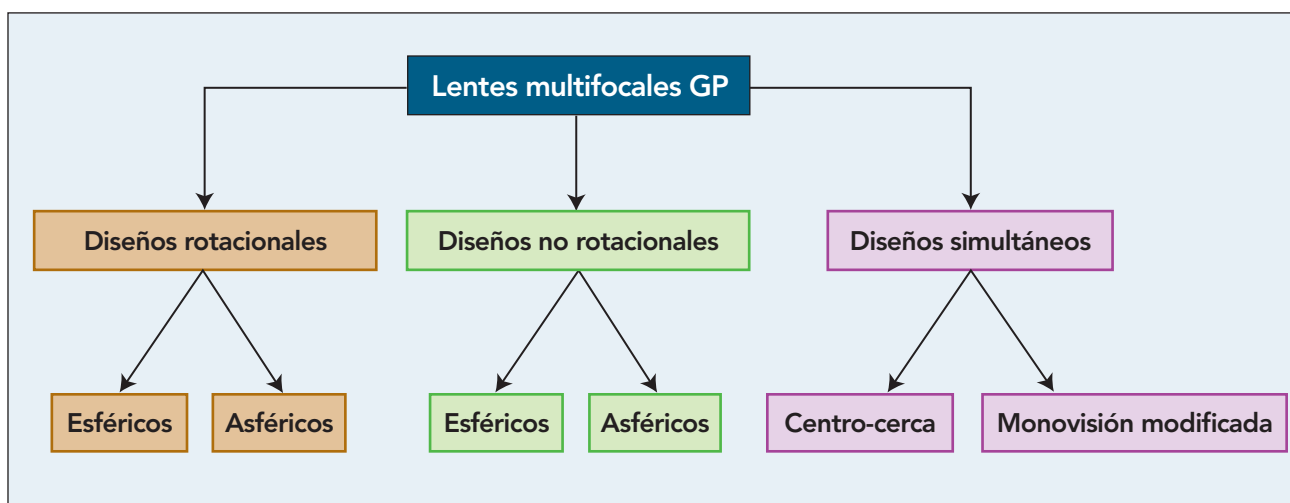 Lentes multifocales GP
Diseños rotacionales
Diseños no rotacionales
Diseños simultáneos
Esféricos
Asféricos
Esféricos
Asféricos
Centro-cerca
Monovisión modificada